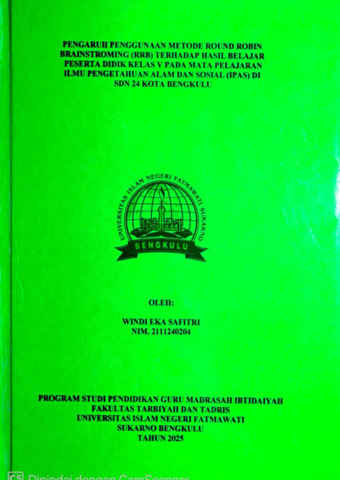 PENGARUH PENGGUNAAN METODE ROUND ROBIN
BRAINSTROMING (RRB) TERHADAP HASIL BELAJAR
PESERTA DIDIK KELAS V PADA MATA PELAJARAN
ILMU PENGETAHUAN ALAM DAN SOSIAL (IPAS) DI
SDN 24 KOTA BENGKULU
UNIVERSITAS ISLAM NEGERI FATMAWATI SUKARNO
BENGKULU
OLEH:
WINDI EKA SAFITRI
NIM. 2111240204
PROGRAM STUDI PENDIDIKAN GURU MADRASAH IBTIDAIYAH
FAKULTAS TARBIYAH DAN TADRIS
UNIVERSITAS ISLAM NEGERI FATMAWATI
SUKARNO BENGKULU
TAHUN 2025
CS Dipindai dengan CamScanner